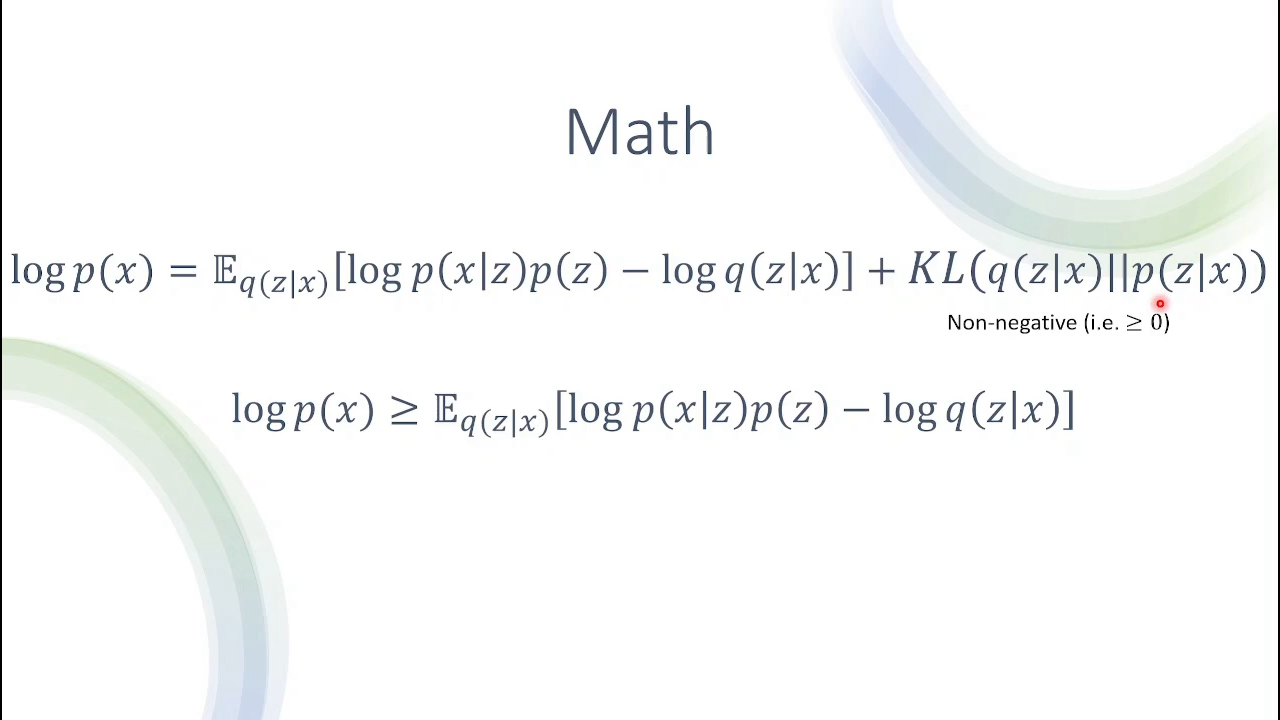 Math
log p(x) = 𝔼_{q(z|x)}[log p(x|z)p(z) − log q(z|x)] + KL(q(z|x)||p(z|x))
Non-negative (i.e. ≥ 0)
log p(x) ≥ 𝔼_{q(z|x)}[log p(x|z)p(z) − log q(z|x)]